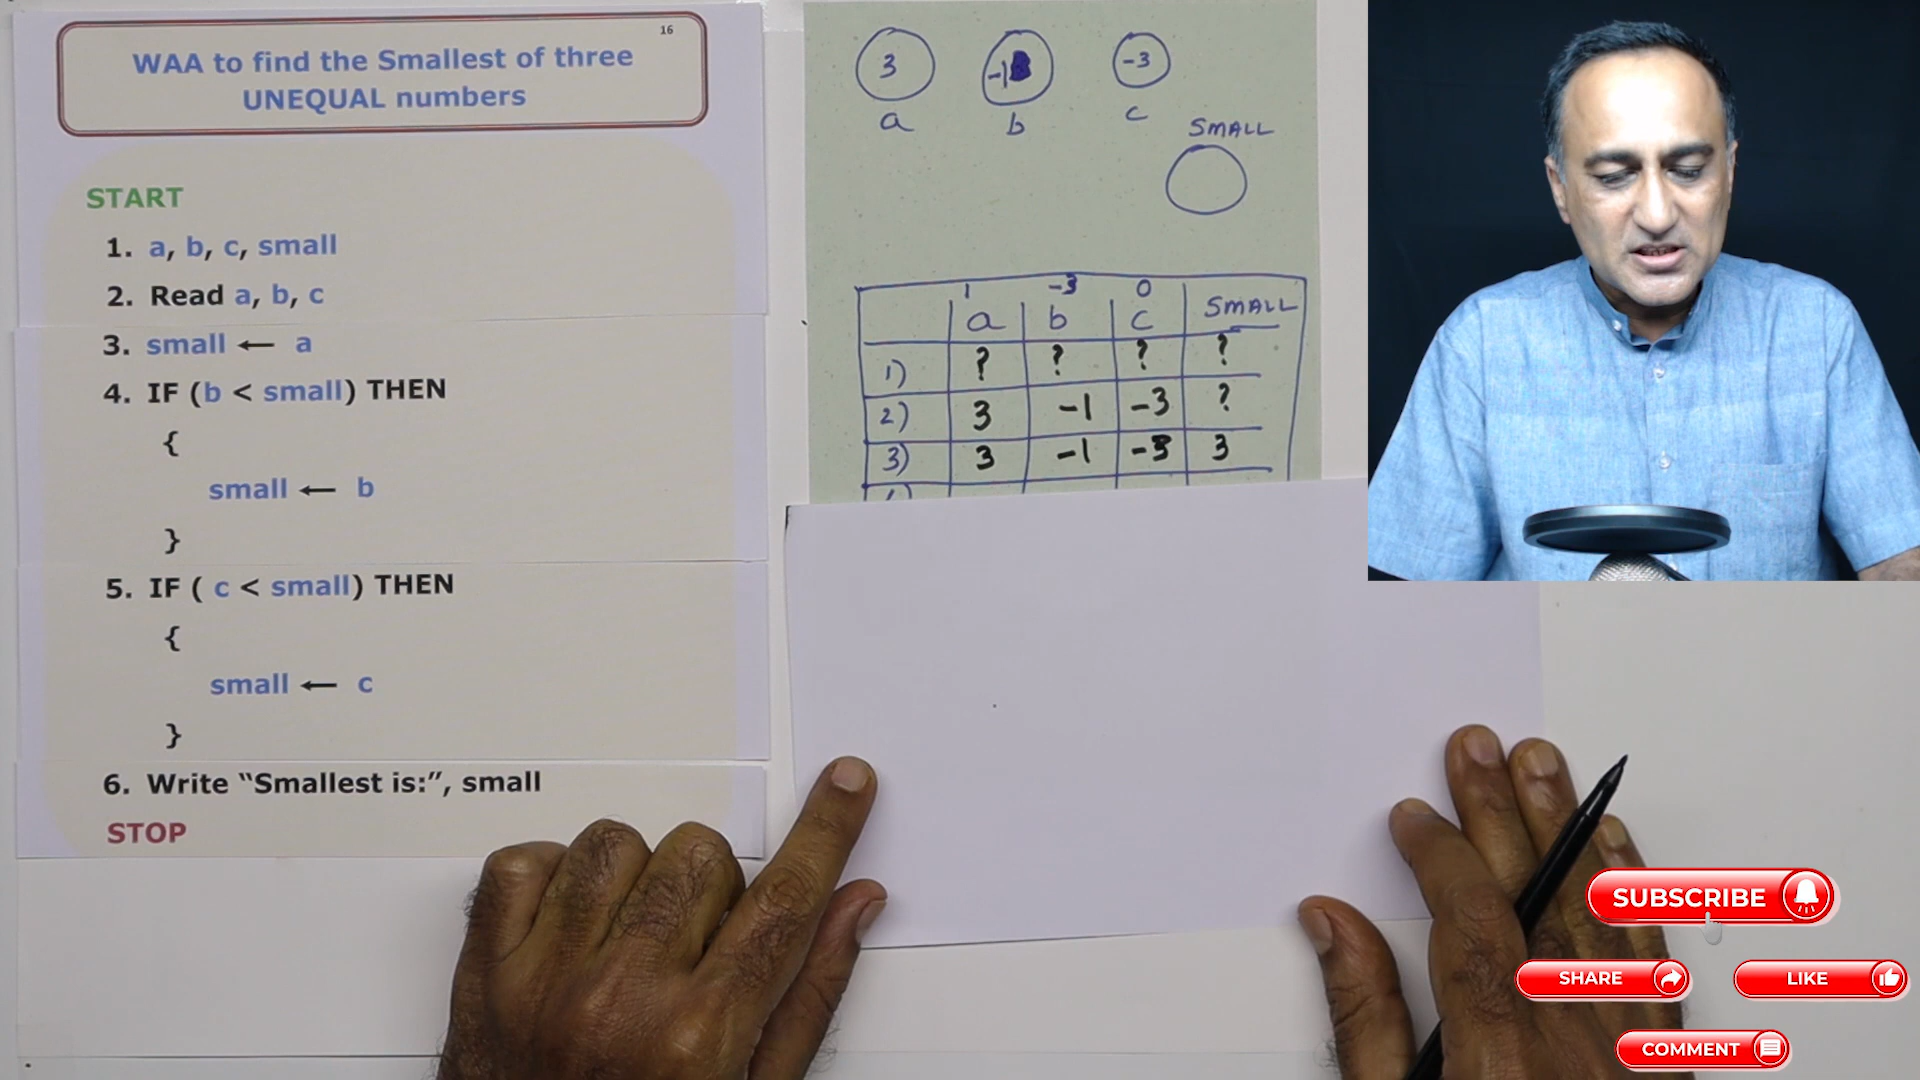 16
WAA to find the Smallest of three
UNEQUAL numbers
START
1. a, b, c, small
2. Read a, b, c
3. small ← a
4. IF (b < small) THEN
{
small ← b
}
5. IF ( c < small) THEN
{
small ← c
}
6. Write “Smallest is:”, small
STOP
3 -1 -3
a b c
SMALL
1 -3 0
a b c SMALL
1) ? ? ? ?
2) 3 -1 -3 ?
3) 3 -1 -3 3
SUBSCRIBE
SHARE LIKE
COMMENT